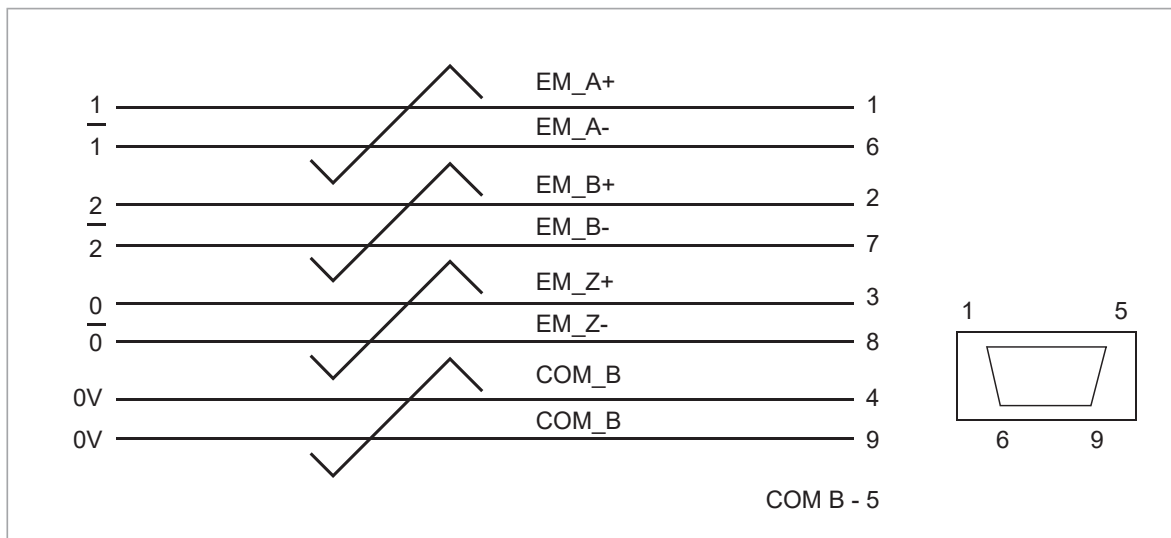 EM_A+
1 1
EM_A-
1 6
EM_B+
2 2
EM_B-
2 7
EM_Z+
0 3
EM_Z-
0 8
1 5
COM_B
0V 4
COM_B
0V 9
6 9
COM B - 5